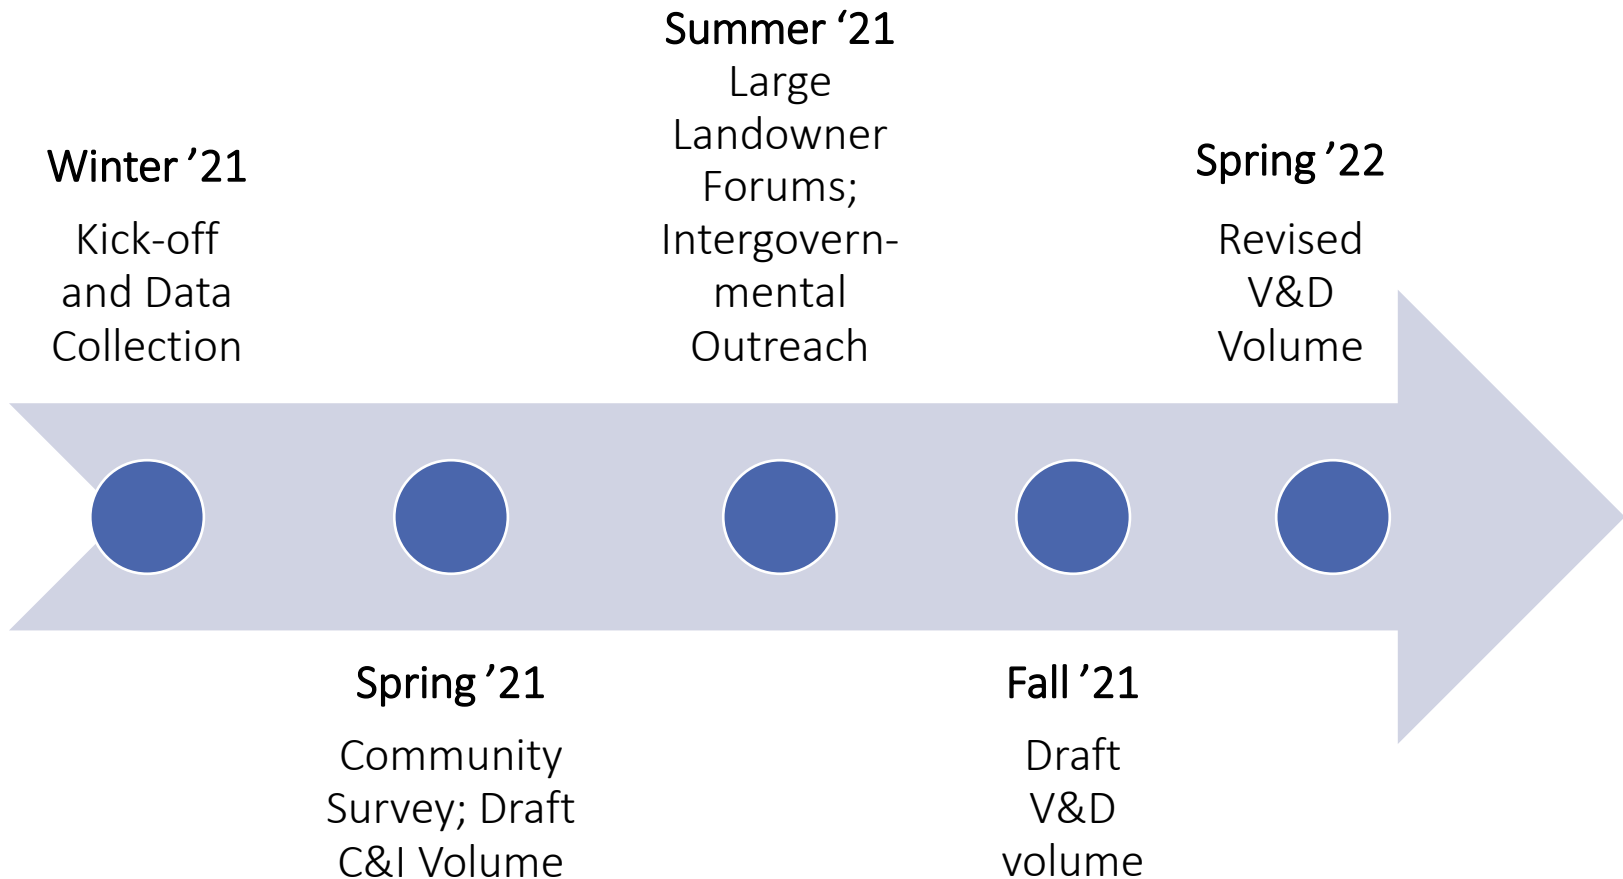 Winter ’21
Kick-off
and Data
Collection
Spring ’21
Community
Survey; Draft
C&I Volume
Summer ‘21
Large
Landowner
Forums;
Intergovern-
mental
Outreach
Fall ’21
Draft
V&D
volume
Spring ’22
Revised
V&D
Volume